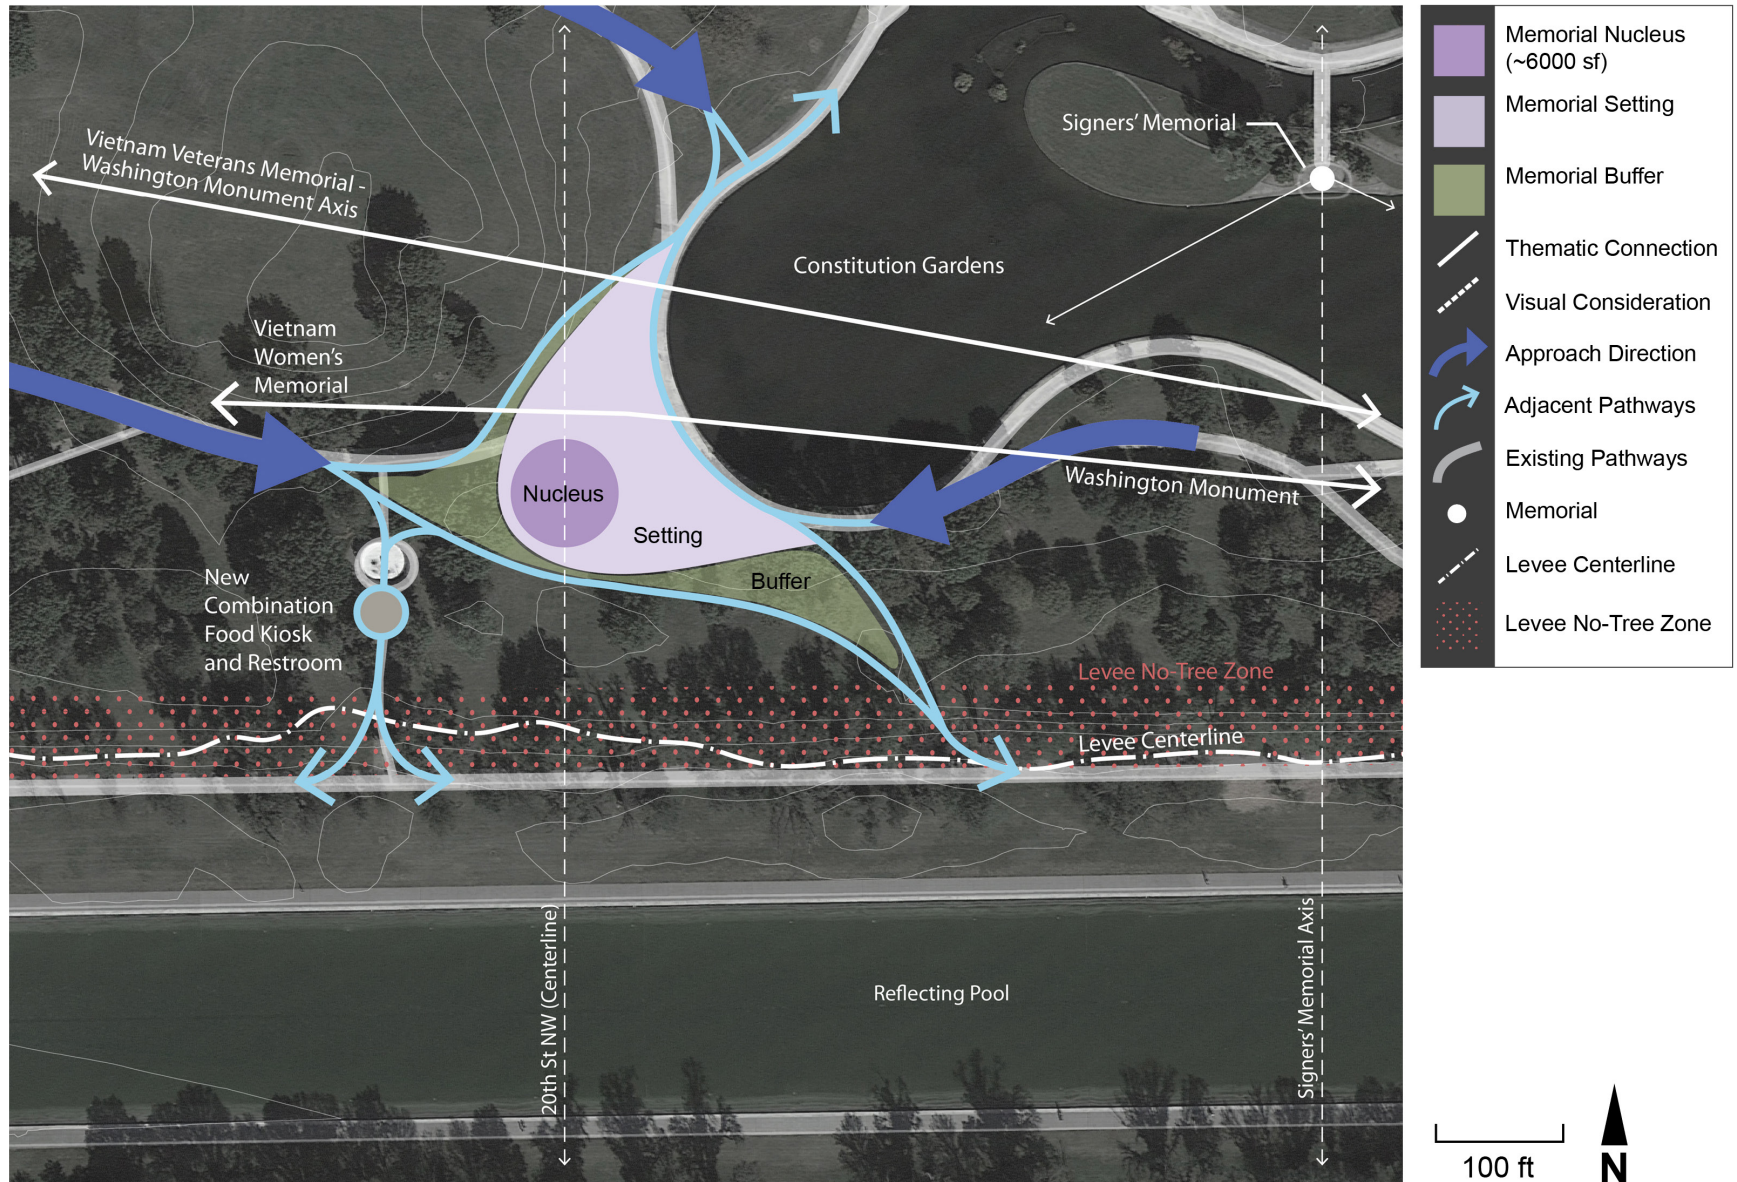 Vietnam Veterans Memorial -
Washington Monument Axis
Signers’ Memorial
Constitution Gardens
Vietnam
Women’s
Memorial
Washington Monument
Nucleus
Setting
Buffer
New
Combination
Food Kiosk
and Restroom
Levee No-Tree Zone
Levee Centerline
20th St NW (Centerline)
Signers’ Memorial Axis
Reflecting Pool
Memorial Nucleus
(~6000 sf)
Memorial Setting
Memorial Buffer
Thematic Connection
Visual Consideration
Approach Direction
Adjacent Pathways
Existing Pathways
Memorial
Levee Centerline
Levee No-Tree Zone
100 ft
N